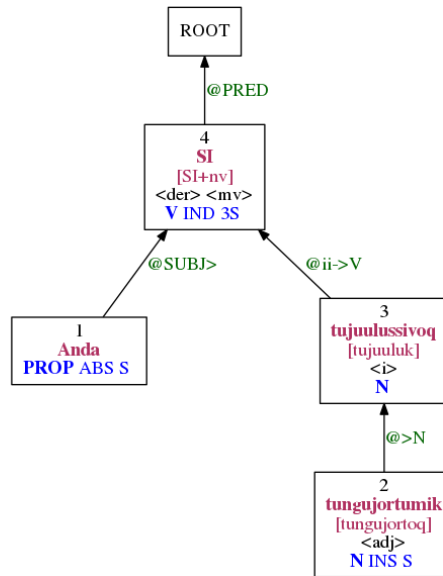 ROOT
@PRED
4
SI
[SI+nv]
<der> <mv>
V IND 3S
@SUBJ>
@ii->V
1
Anda
PROP ABS S
3
tujuulussivoq
[tujuuluk]
<i>
N
@>N
2
tungujortumik
[tungujortoq]
<adj>
N INS S